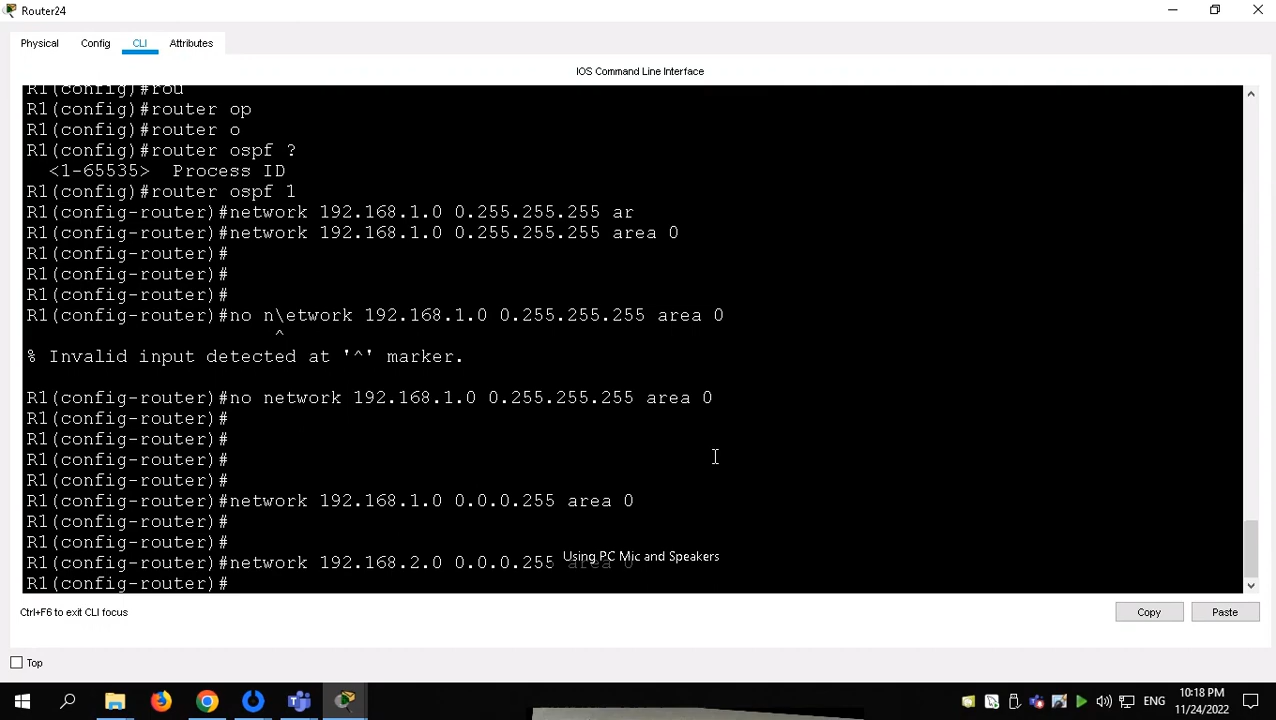 Router24
Physical Config CLI Attributes
IOS Command Line Interface
R1(config)#rou
R1(config)#router op
R1(config)#router o
R1(config)#router ospf ?
<1-65535> Process ID
R1(config)#router ospf 1
R1(config-router)#network 192.168.1.0 0.255.255.255 ar
R1(config-router)#network 192.168.1.0 0.255.255.255 area 0
R1(config-router)#
R1(config-router)#
R1(config-router)#
R1(config-router)#no n\etwork 192.168.1.0 0.255.255.255 area 0
^
% Invalid input detected at '^' marker.
R1(config-router)#no network 192.168.1.0 0.255.255.255 area 0
R1(config-router)#
R1(config-router)#
R1(config-router)#
R1(config-router)#
R1(config-router)#network 192.168.1.0 0.0.0.255 area 0
R1(config-router)#
R1(config-router)#
Using PC Mic and Speakers
R1(config-router)#network 192.168.2.0 0.0.0.255 area 0
R1(config-router)#
Ctrl+F6 to exit CLI focus
Copy Paste
Top
ENG
10:18 PM
11/24/2022